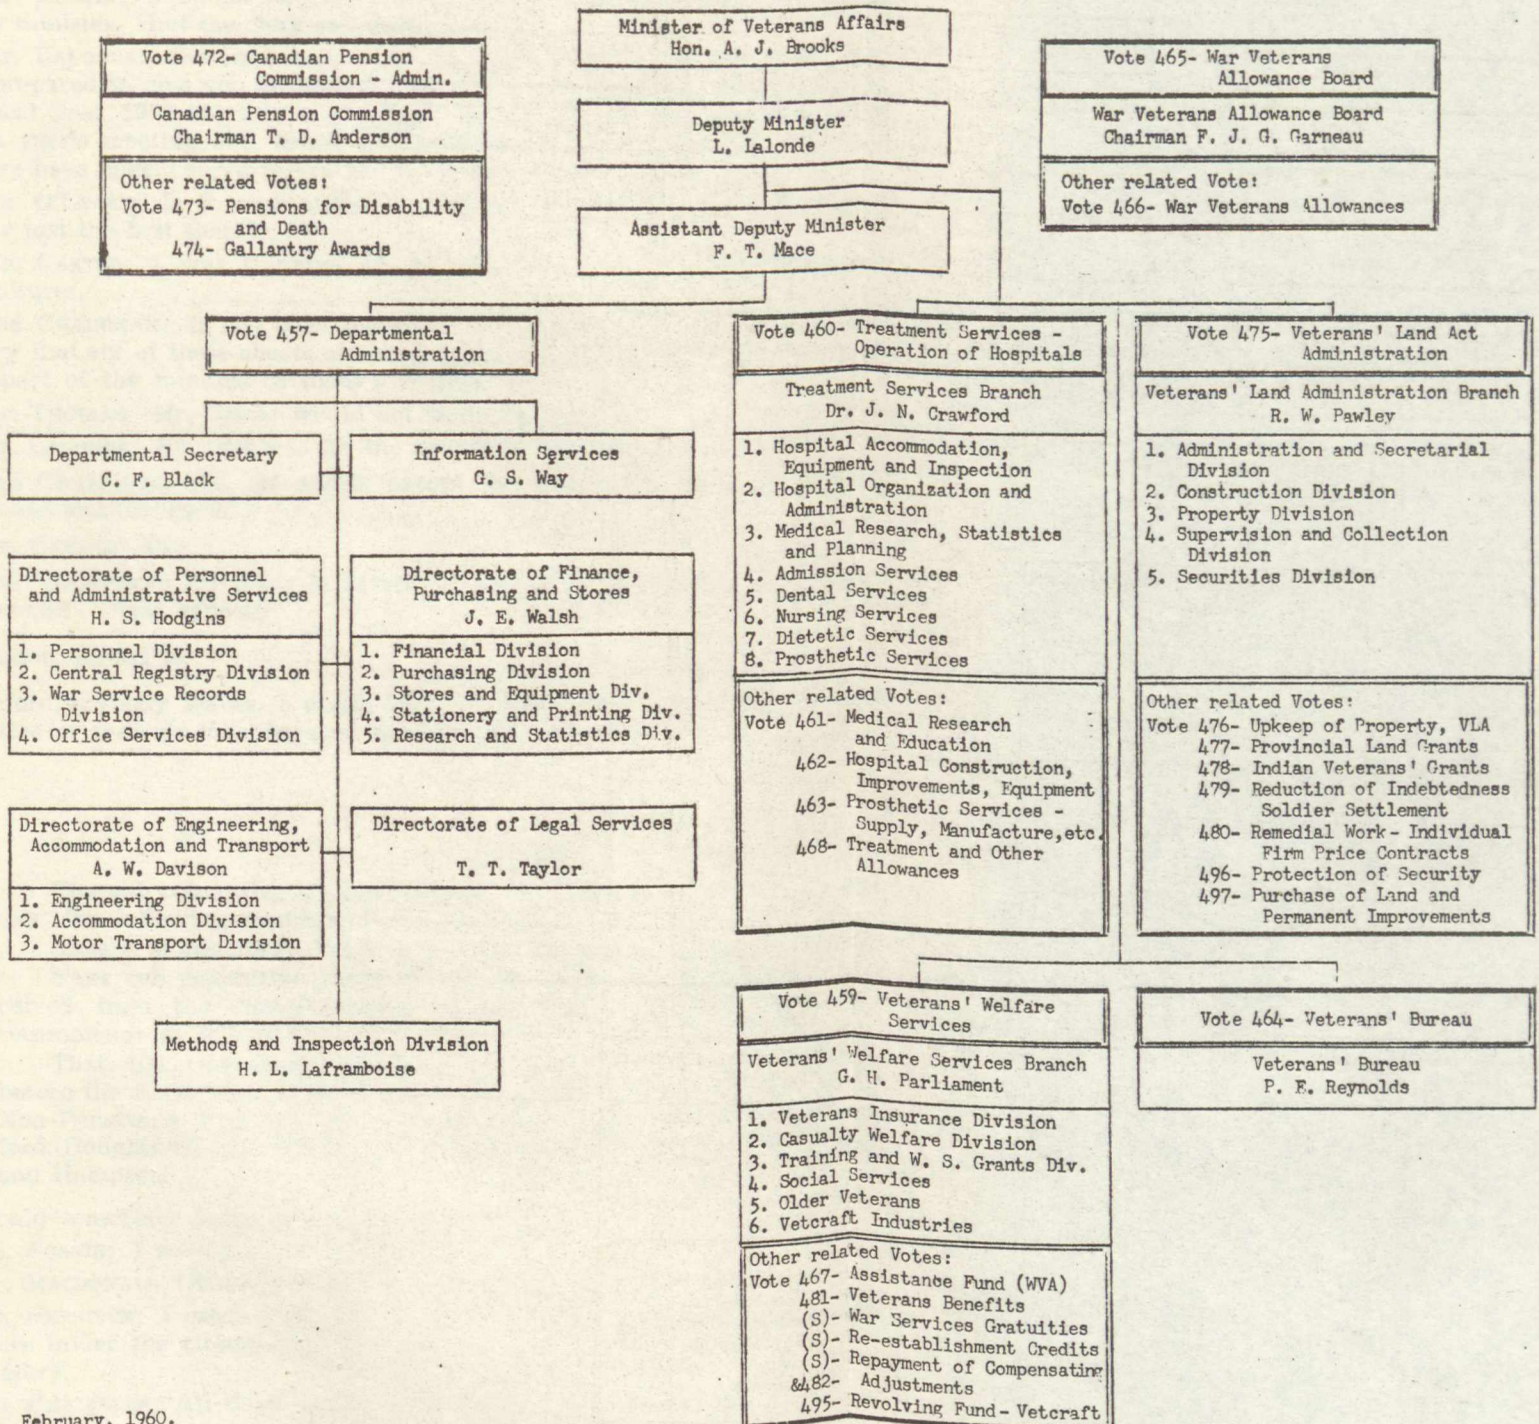 Minister of Veterans Affairs
Hon. A. J. Brooks
Vote 472- Canadian Pension
Commission - Admin.
Canadian Pension Commission
Chairman T. D. Anderson
Other related Votes:
Vote 473- Pensions for Disability
and Death
474- Gallantry Awards
Deputy Minister
L. Lalonde
Assistant Deputy Minister
F. T. Mace
Vote 465- War Veterans
Allowance Board
War Veterans Allowance Board
Chairman F. J. G. Garneau
Other related Vote:
Vote 466- War Veterans Allowances
Vote 457- Departmental
Administration
Departmental Secretary
C. F. Black
Information Services
G. S. Way
Directorate of Personnel
and Administrative Services
H. S. Hodgins
1. Personnel Division
2. Central Registry Division
3. War Service Records
Division
4. Office Services Division
Directorate of Finance,
Purchasing and Stores
J. E. Walsh
1. Financial Division
2. Purchasing Division
3. Stores and Equipment Div.
4. Stationery and Printing Div.
5. Research and Statistics Div.
Directorate of Engineering,
Accommodation and Transport
A. W. Davison
1. Engineering Division
2. Accommodation Division
3. Motor Transport Division
Directorate of Legal Services
T. T. Taylor
Methods and Inspection Division
H. L. Laframboise
Vote 460- Treatment Services -
Operation of Hospitals
Treatment Services Branch
Dr. J. N. Crawford
1. Hospital Accommodation,
Equipment and Inspection
2. Hospital Organization and
Administration
3. Medical Research, Statistics
and Planning
4. Admission Services
5. Dental Services
6. Nursing Services
7. Dietetic Services
8. Prosthetic Services
Other related Votes:
Vote 461- Medical Research
and Education
462- Hospital Construction,
Improvements, Equipment
463- Prosthetic Services -
Supply, Manufacture,etc.
468- Treatment and Other
Allowances
Vote 475- Veterans' Land Act
Administration
Veterans' Land Administration Branch
R. W. Pawley
1. Administration and Secretarial
Division
2. Construction Division
3. Property Division
4. Supervision and Collection
Division
5. Securities Division
Other related Votes:
Vote 476- Upkeep of Property, VLA
477- Provincial Land Grants
478- Indian Veterans' Grants
479- Reduction of Indebtedness
Soldier Settlement
480- Remedial Work- Individual
Firm Price Contracts
496- Protection of Security
497- Purchase of Land and
Permanent Improvements
Vote 459- Veterans' Welfare
Services
Veterans' Welfare Services Branch
G. H. Parliament
1. Veterans Insurance Division
2. Casualty Welfare Division
3. Training and W. S. Grants Div.
4. Social Services
5. Older Veterans
6. Vetcraft Industries
Other related Votes:
Vote 467- Assistance Fund (WVA)
481- Veterans Benefits
(S)- War Services Gratuities
(S)- Re-establishment Credits
(S)- Repayment of Compensating
&482- Adjustments
495- Revolving Fund- Vetcraft
Vote 464- Veterans' Bureau
Veterans' Bureau
P. E. Reynolds
February, 1960.